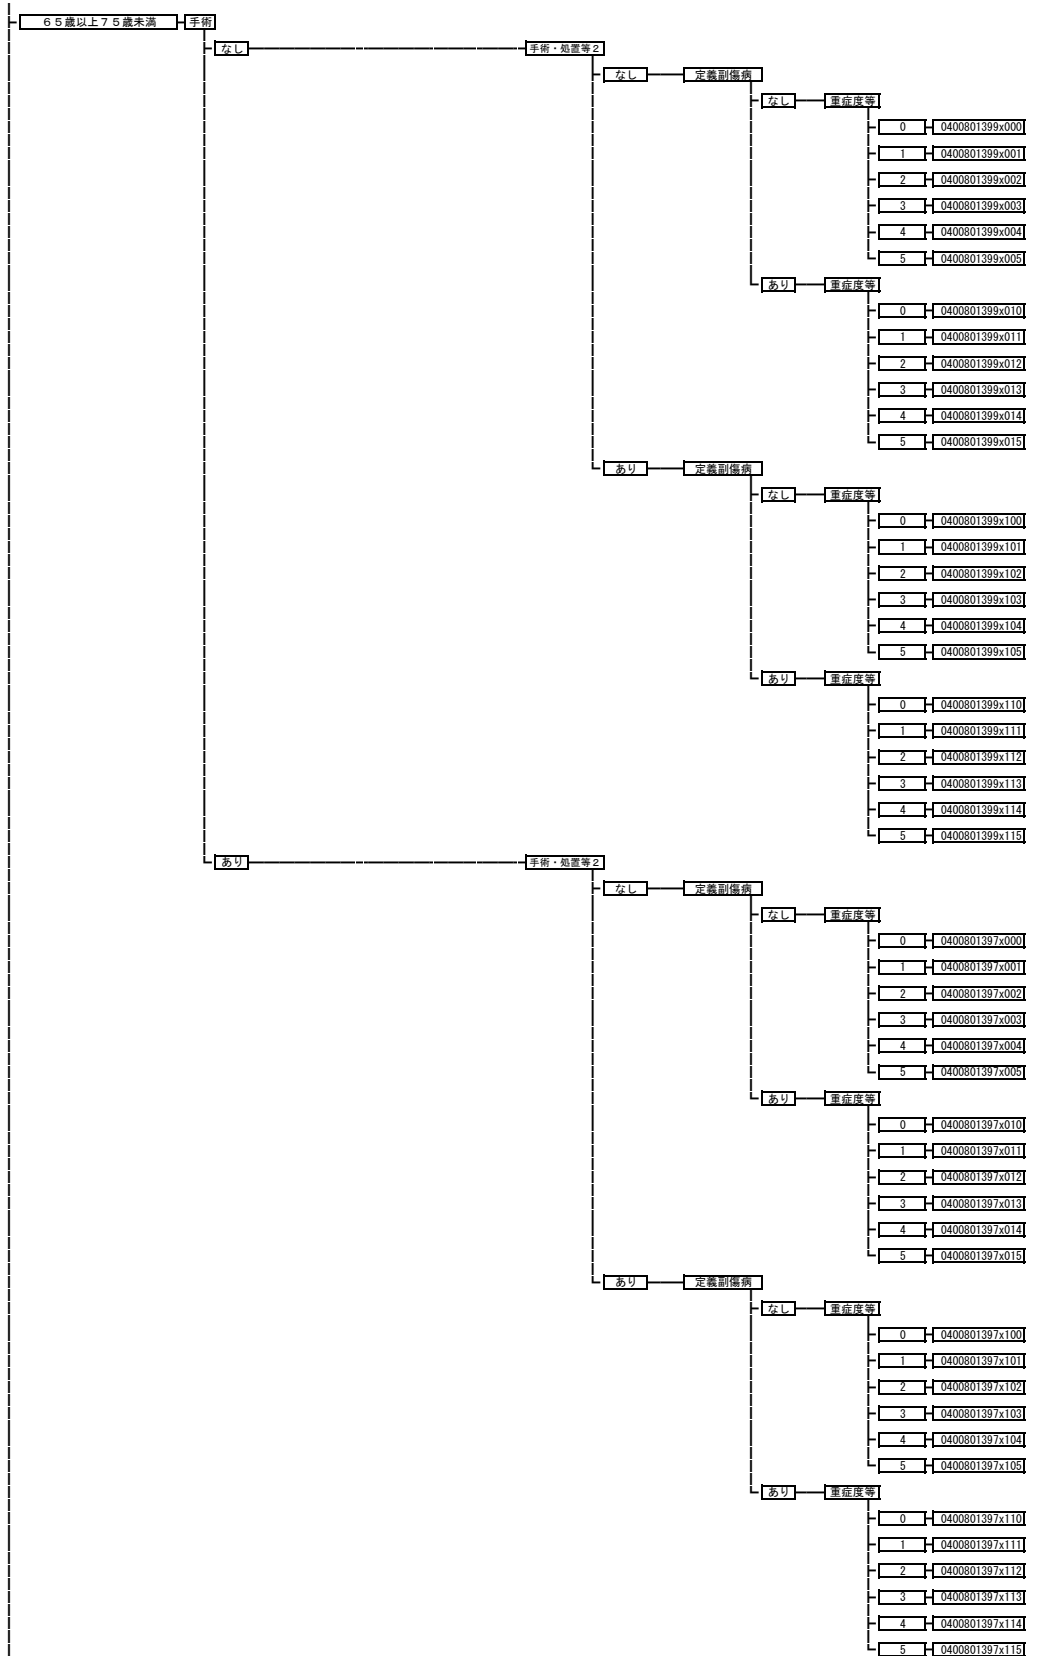 ６５歳以上７５歳未満 手術
なし 手術・処置等２
なし 定義副傷病
なし 重症度等
0 0400801399x000
1 0400801399x001
2 0400801399x002
3 0400801399x003
4 0400801399x004
5 0400801399x005
あり 重症度等
0 0400801399x010
1 0400801399x011
2 0400801399x012
3 0400801399x013
4 0400801399x014
5 0400801399x015
あり 定義副傷病
なし 重症度等
0 0400801399x100
1 0400801399x101
2 0400801399x102
3 0400801399x103
4 0400801399x104
5 0400801399x105
あり 重症度等
0 0400801399x110
1 0400801399x111
2 0400801399x112
3 0400801399x113
4 0400801399x114
5 0400801399x115
あり 手術・処置等２
なし 定義副傷病
なし 重症度等
0 0400801397x000
1 0400801397x001
2 0400801397x002
3 0400801397x003
4 0400801397x004
5 0400801397x005
あり 重症度等
0 0400801397x010
1 0400801397x011
2 0400801397x012
3 0400801397x013
4 0400801397x014
5 0400801397x015
あり 定義副傷病
なし 重症度等
0 0400801397x100
1 0400801397x101
2 0400801397x102
3 0400801397x103
4 0400801397x104
5 0400801397x105
あり 重症度等
0 0400801397x110
1 0400801397x111
2 0400801397x112
3 0400801397x113
4 0400801397x114
5 0400801397x115